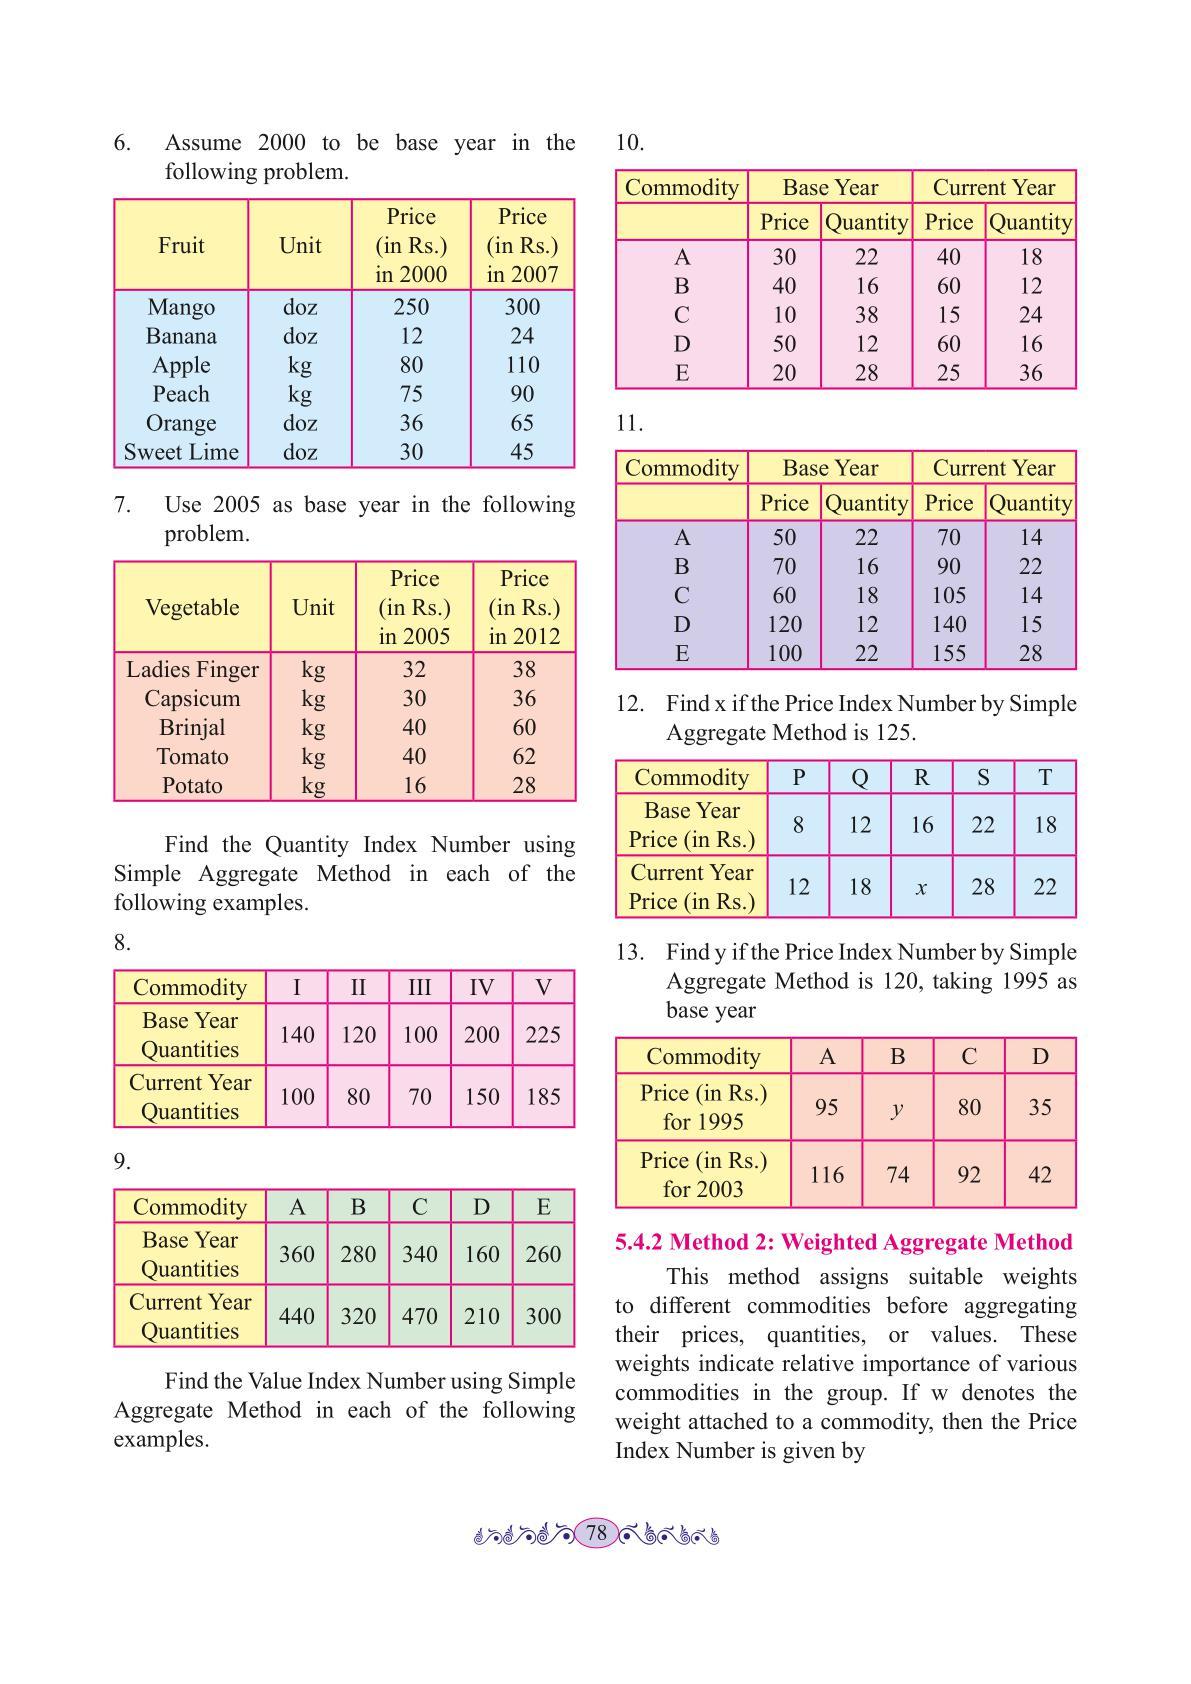 6. Assume 2000 to be base year in the
following problem.
Fruit Unit Price (in Rs.) in 2000 Price (in Rs.) in 2007
Mango doz 250 300
Banana doz 12 24
Apple kg 80 110
Peach kg 75 90
Orange doz 36 65
Sweet Lime doz 30 45
7. Use 2005 as base year in the following
problem.
Vegetable Unit Price (in Rs.) in 2005 Price (in Rs.) in 2012
Ladies Finger kg 32 38
Capsicum kg 30 36
Brinjal kg 40 60
Tomato kg 40 62
Potato kg 16 28
Find the Quantity Index Number using
Simple Aggregate Method in each of the
following examples.
8.
Commodity I II III IV V
Base Year Quantities 140 120 100 200 225
Current Year Quantities 100 80 70 150 185
9.
Commodity A B C D E
Base Year Quantities 360 280 340 160 260
Current Year Quantities 440 320 470 210 300
Find the Value Index Number using Simple
Aggregate Method in each of the following
examples.
10.
Commodity Base Year Current Year
Price Quantity Price Quantity
A 30 22 40 18
B 40 16 60 12
C 10 38 15 24
D 50 12 60 16
E 20 28 25 36
11.
Commodity Base Year Current Year
Price Quantity Price Quantity
A 50 22 70 14
B 70 16 90 22
C 60 18 105 14
D 120 12 140 15
E 100 22 155 28
12. Find x if the Price Index Number by Simple
Aggregate Method is 125.
Commodity P Q R S T
Base Year Price (in Rs.) 8 12 16 22 18
Current Year Price (in Rs.) 12 18 x 28 22
13. Find y if the Price Index Number by Simple
Aggregate Method is 120, taking 1995 as
base year
Commodity A B C D
Price (in Rs.) for 1995 95 y 80 35
Price (in Rs.) for 2003 116 74 92 42
5.4.2 Method 2: Weighted Aggregate Method
This method assigns suitable weights
to different commodities before aggregating
their prices, quantities, or values. These
weights indicate relative importance of various
commodities in the group. If w denotes the
weight attached to a commodity, then the Price
Index Number is given by
78